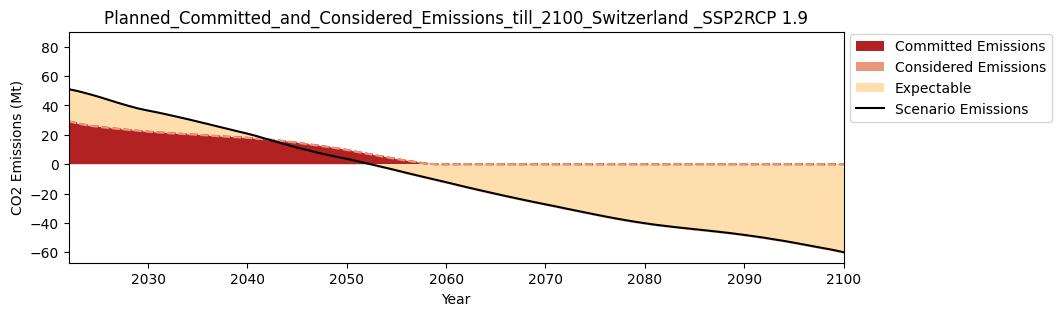 Planned_Committed_and_Considered_Emissions_till_2100_Switzerland _SSP2RCP 1.9
CO2 Emissions (Mt)
80
60
40
20
0
−20
−40
−60
2030
2040
2050
2060
2070
2080
2090
2100
Year
Committed Emissions
Considered Emissions
Expectable
Scenario Emissions